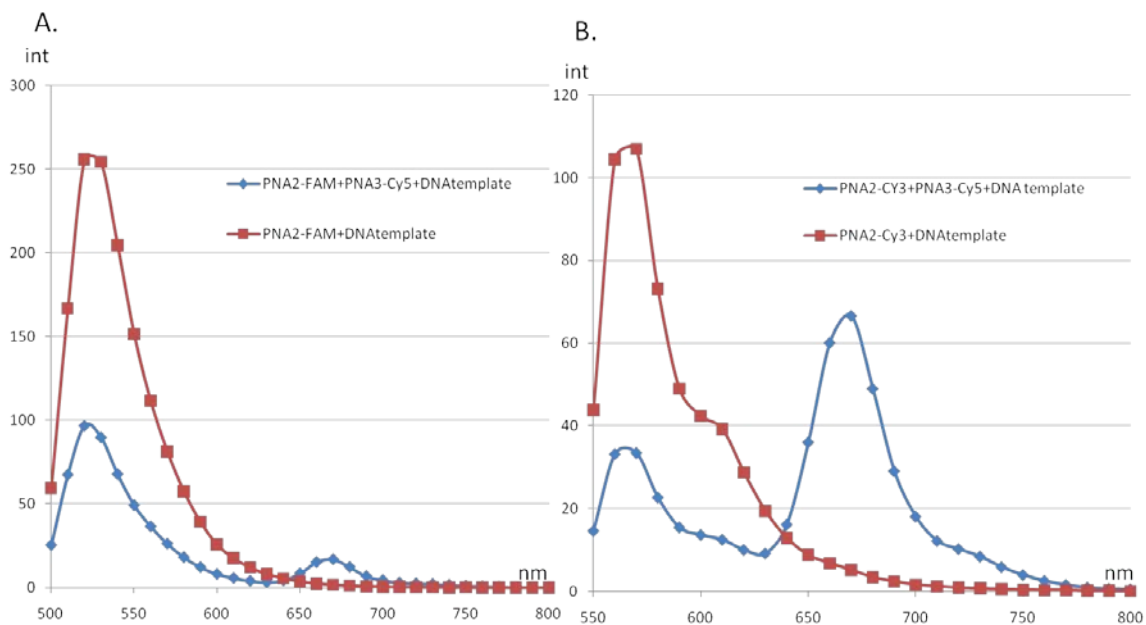 A.
int
300
250
200
150
100
50
0
PNA2-FAM+PNA3-Cy5+DNAtemplate
PNA2-FAM+DNAtemplate
nm
500 550 600 650 700 750 800
B.
int
120
100
80
60
40
20
0
PNA2-CY3+PNA3-Cy5+DNA template
PNA2-Cy3+DNAtemplate
nm
550 600 650 700 750 800